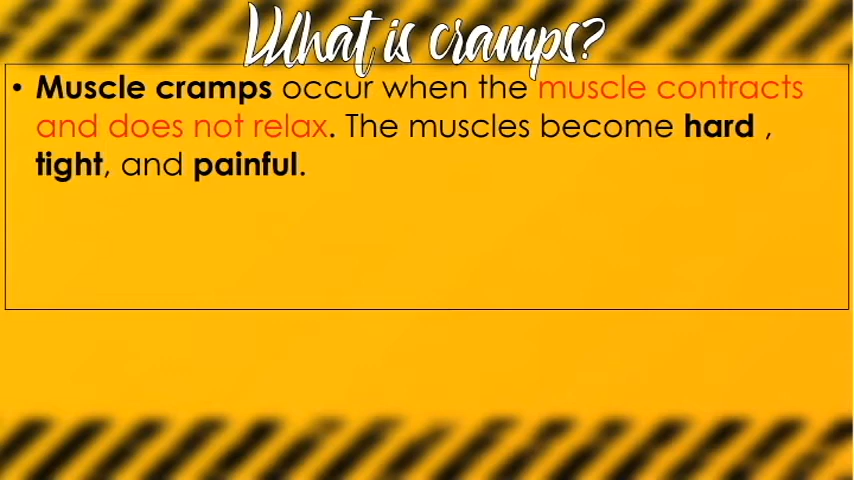 What is cramps?
• Muscle cramps occur when the muscle contracts
and does not relax. The muscles become hard ,
tight, and painful.